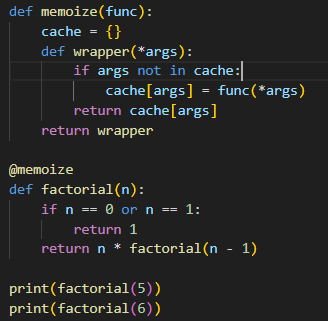 def memoize(func):
    cache = {}
    def wrapper(*args):
        if args not in cache:
            cache[args] = func(*args)
        return cache[args]
    return wrapper

@memoize
def factorial(n):
    if n == 0 or n == 1:
        return 1
    return n * factorial(n - 1)

print(factorial(5))
print(factorial(6))